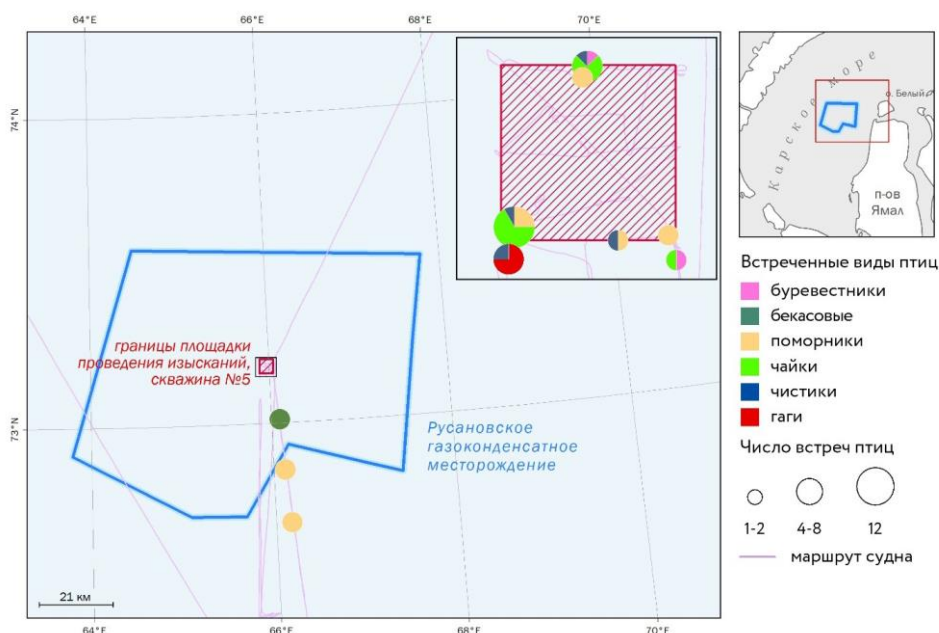 64°E
66°E
68°E
70°E
74°N
73°N
границы площадки
проведения изысканий,
скважина №5
Русановское
газоконденсатное
месторождение
21 км
64°E
66°E
68°E
70°E
Карское море
о. Белый
п-ов
Ямал
Встреченные виды птиц
буревестники
бекасовые
поморники
чайки
чистики
гаги
Число встреч птиц
1-2
4-8
12
маршрут судна